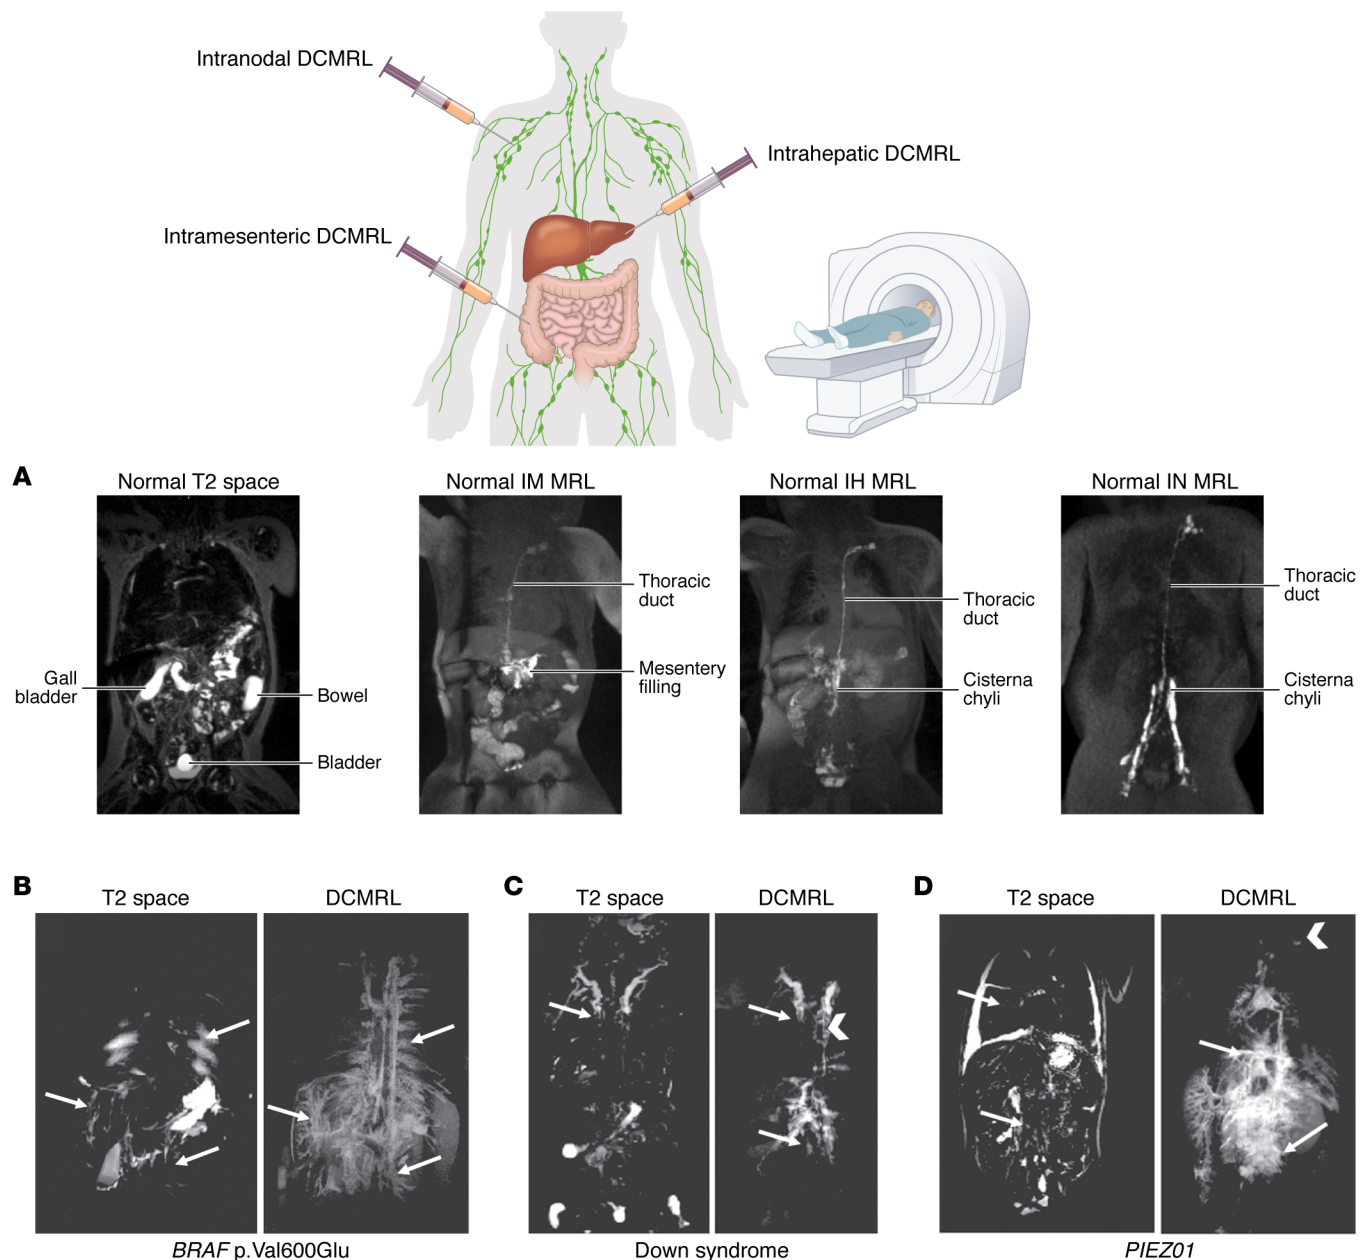 Intranodal DCMRL
Intrahepatic DCMRL
Intramesenteric DCMRL
A
Normal T2 space
Normal IM MRL
Normal IH MRL
Normal IN MRL
Gall
bladder
Bowel
Bladder
Thoracic
duct
Mesentery
filling
Thoracic
duct
Cisterna
chyli
Thoracic
duct
Cisterna
chyli
B
T2 space
DCMRL
BRAF p.Val600Glu
C
T2 space
DCMRL
Down syndrome
D
T2 space
DCMRL
PIEZ01